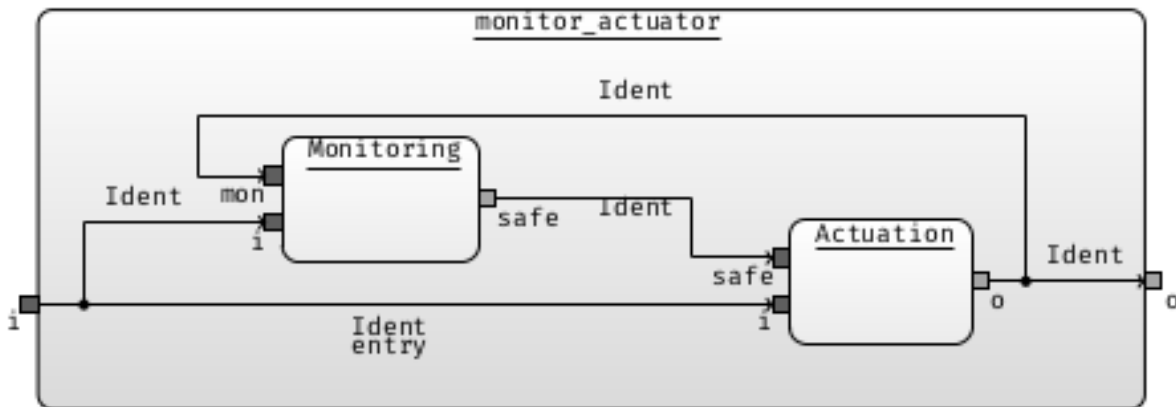 monitor_actuator
Ident
Monitoring
Ident
mon
i
safe
Ident
Actuation
safe
i
o
Ident
i
o
Ident
entry